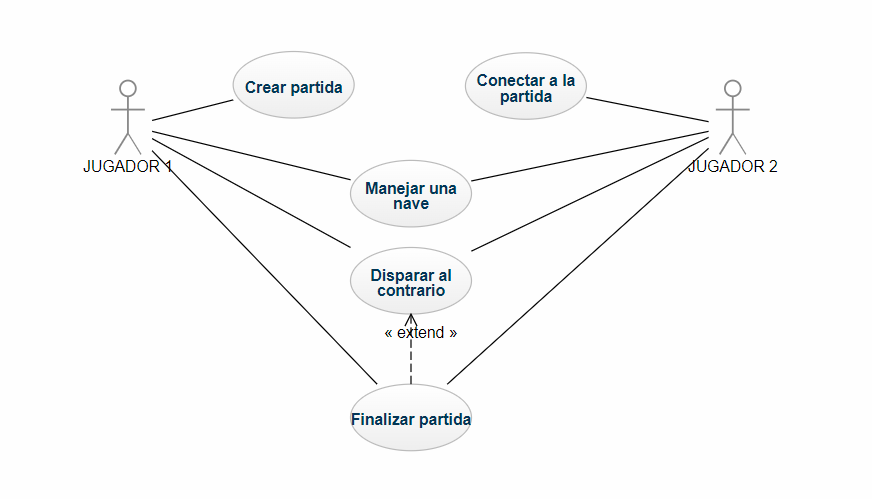 Crear partida
Conectar a la
partida
JUGADOR 1
JUGADOR 2
Manejar una
nave
Disparar al
contrario
« extend »
Finalizar partida